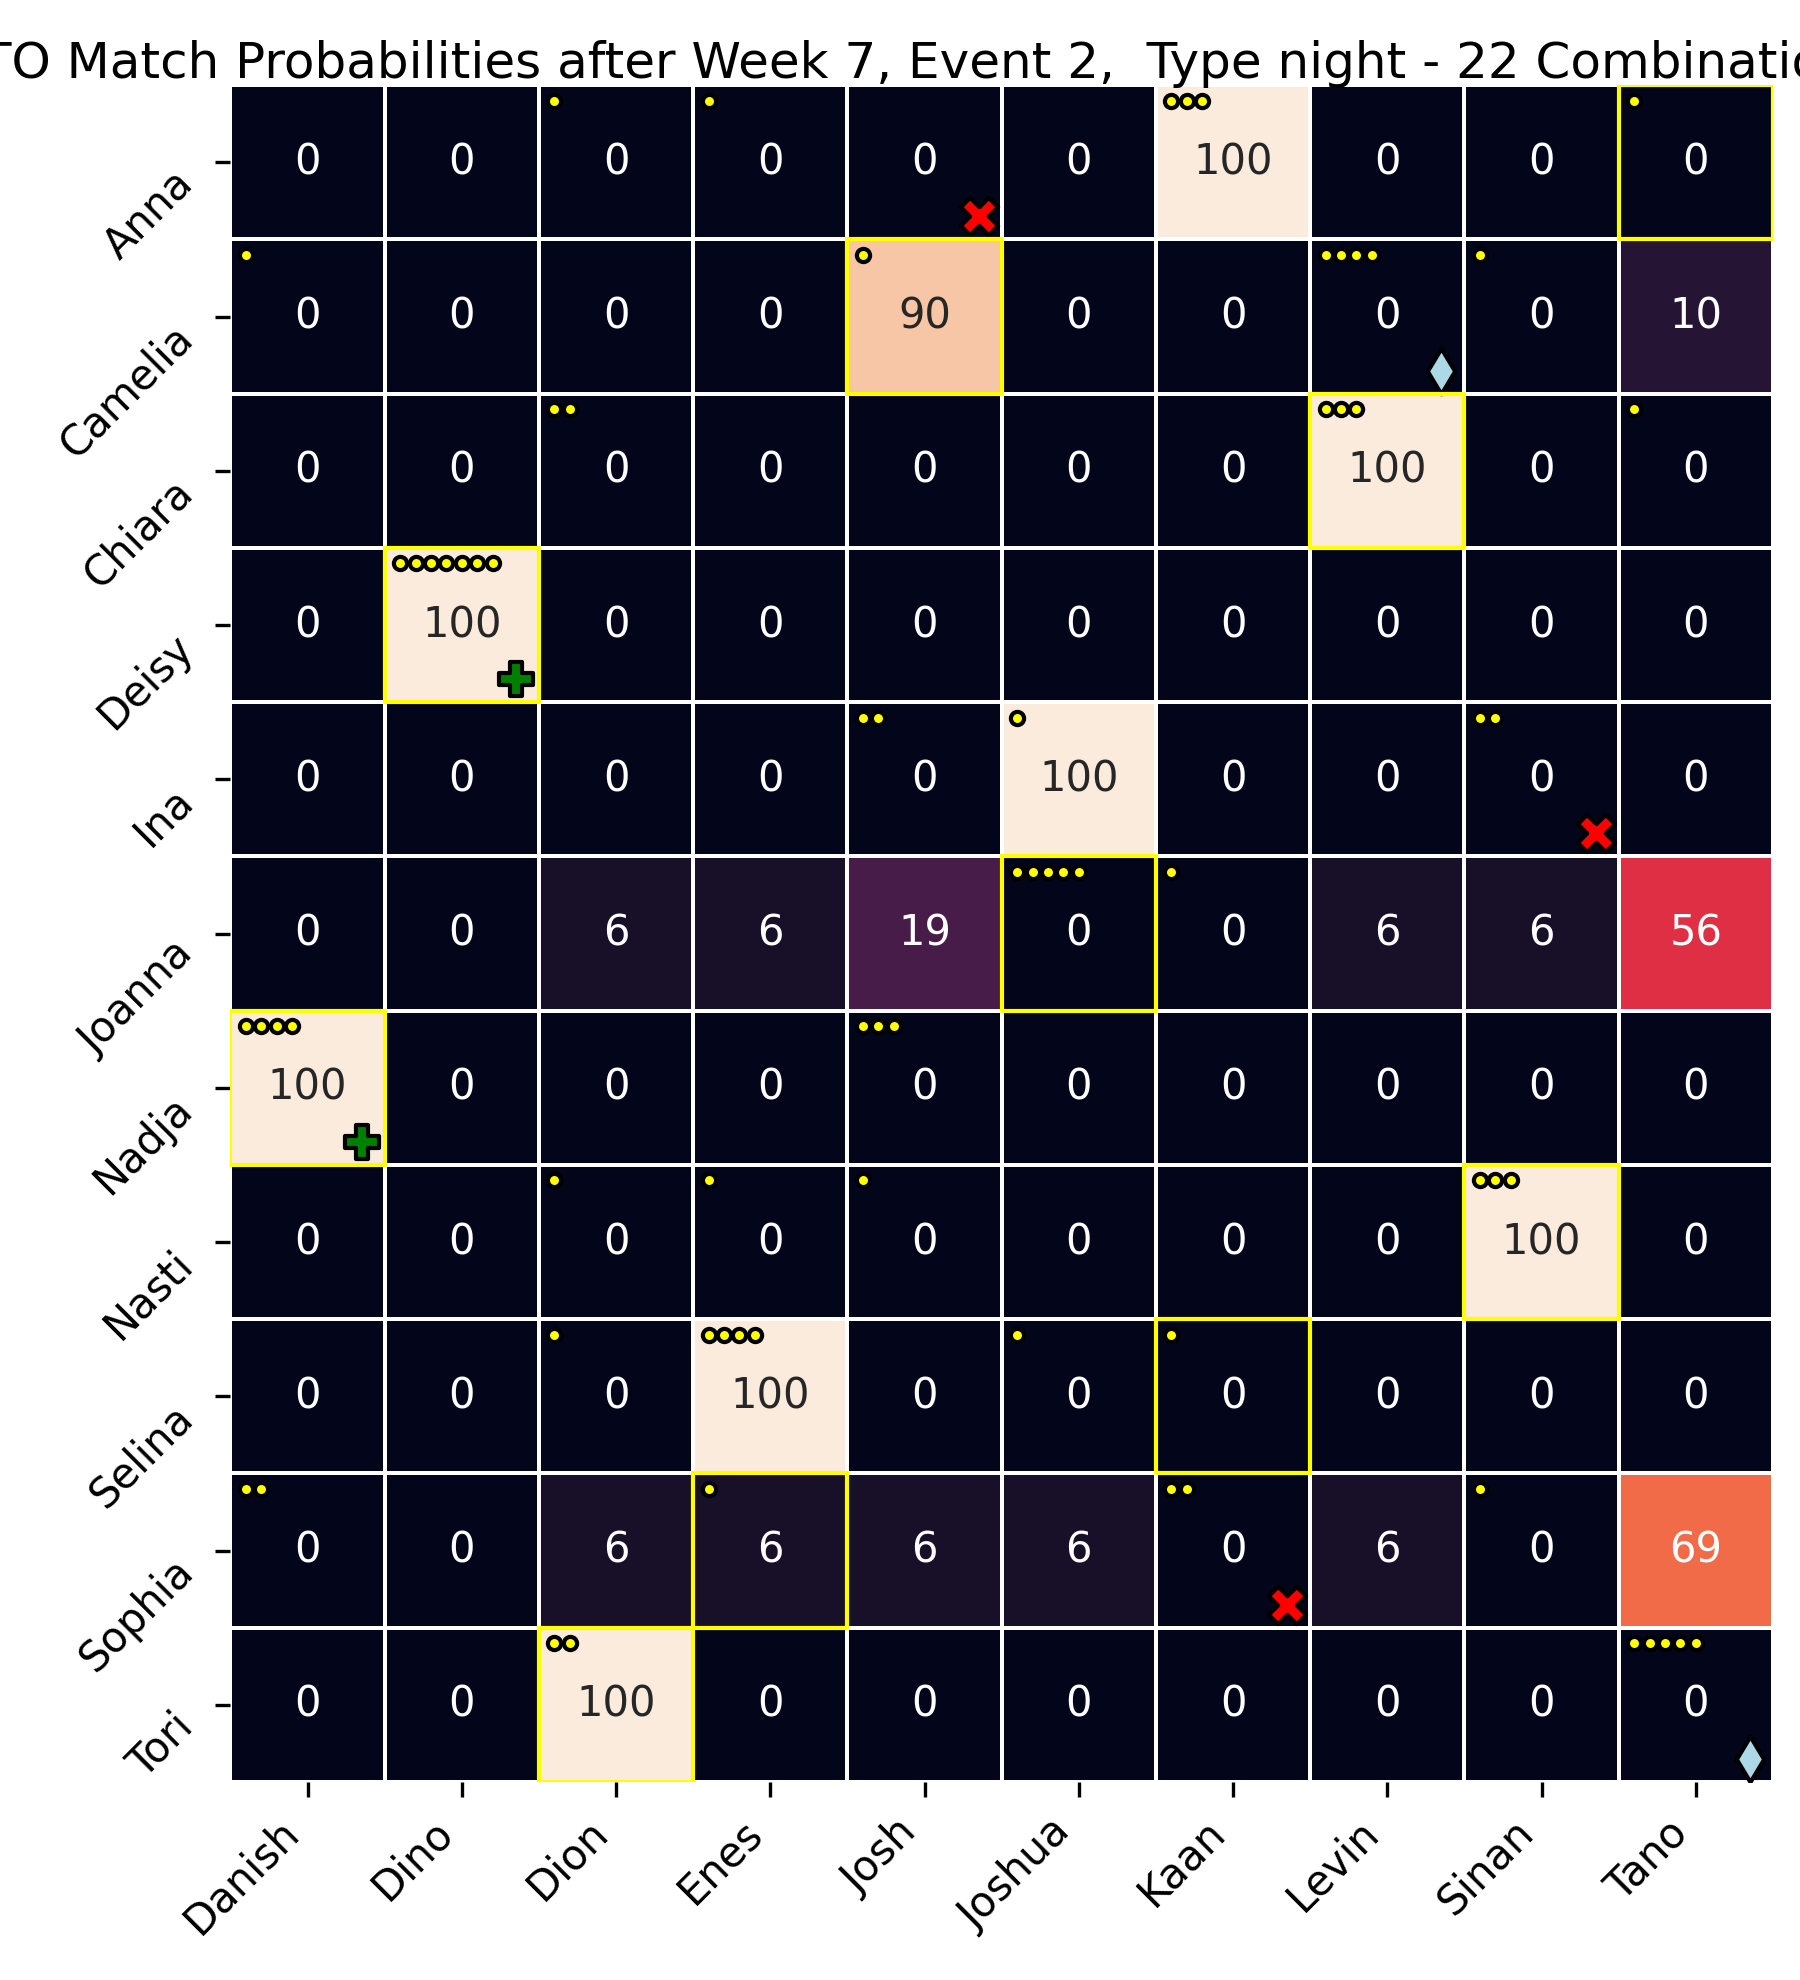 TO Match Probabilities after Week 7, Event 2, Type night - 22 Combinatio
Anna 0 0 0 0 0 0 100 0 0 0
Camelia 0 0 0 0 90 0 0 0 0 10
Chiara 0 0 0 0 0 0 0 100 0 0
Deisy 0 100 0 0 0 0 0 0 0 0
Ina 0 0 0 0 0 100 0 0 0 0
Joanna 0 0 6 6 19 0 0 6 6 56
Nadja 100 0 0 0 0 0 0 0 0 0
Nasti 0 0 0 0 0 0 0 0 100 0
Selina 0 0 0 100 0 0 0 0 0 0
Sophia 0 0 6 6 6 6 0 6 0 69
Tori 0 0 100 0 0 0 0 0 0 0
Danish Dino Dion Enes Josh Joshua Kaan Levin Sinan Tano